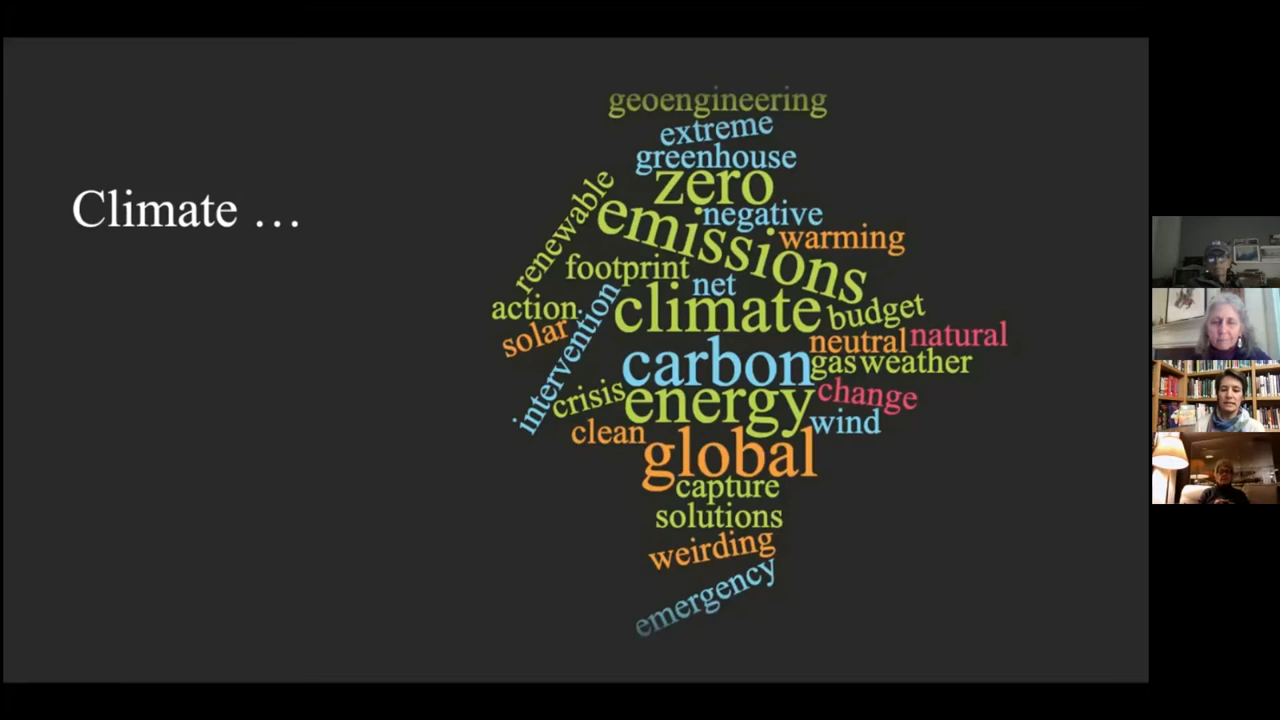 Climate …
geoengineering
extreme
greenhouse
zero
renewable
emissions
negative
warming
footprint
net
action
climate
budget
solar
intervention
neutral
natural
carbon
gas
weather
crisis
energy
change
wind
clean
global
capture
solutions
weirding
emergency